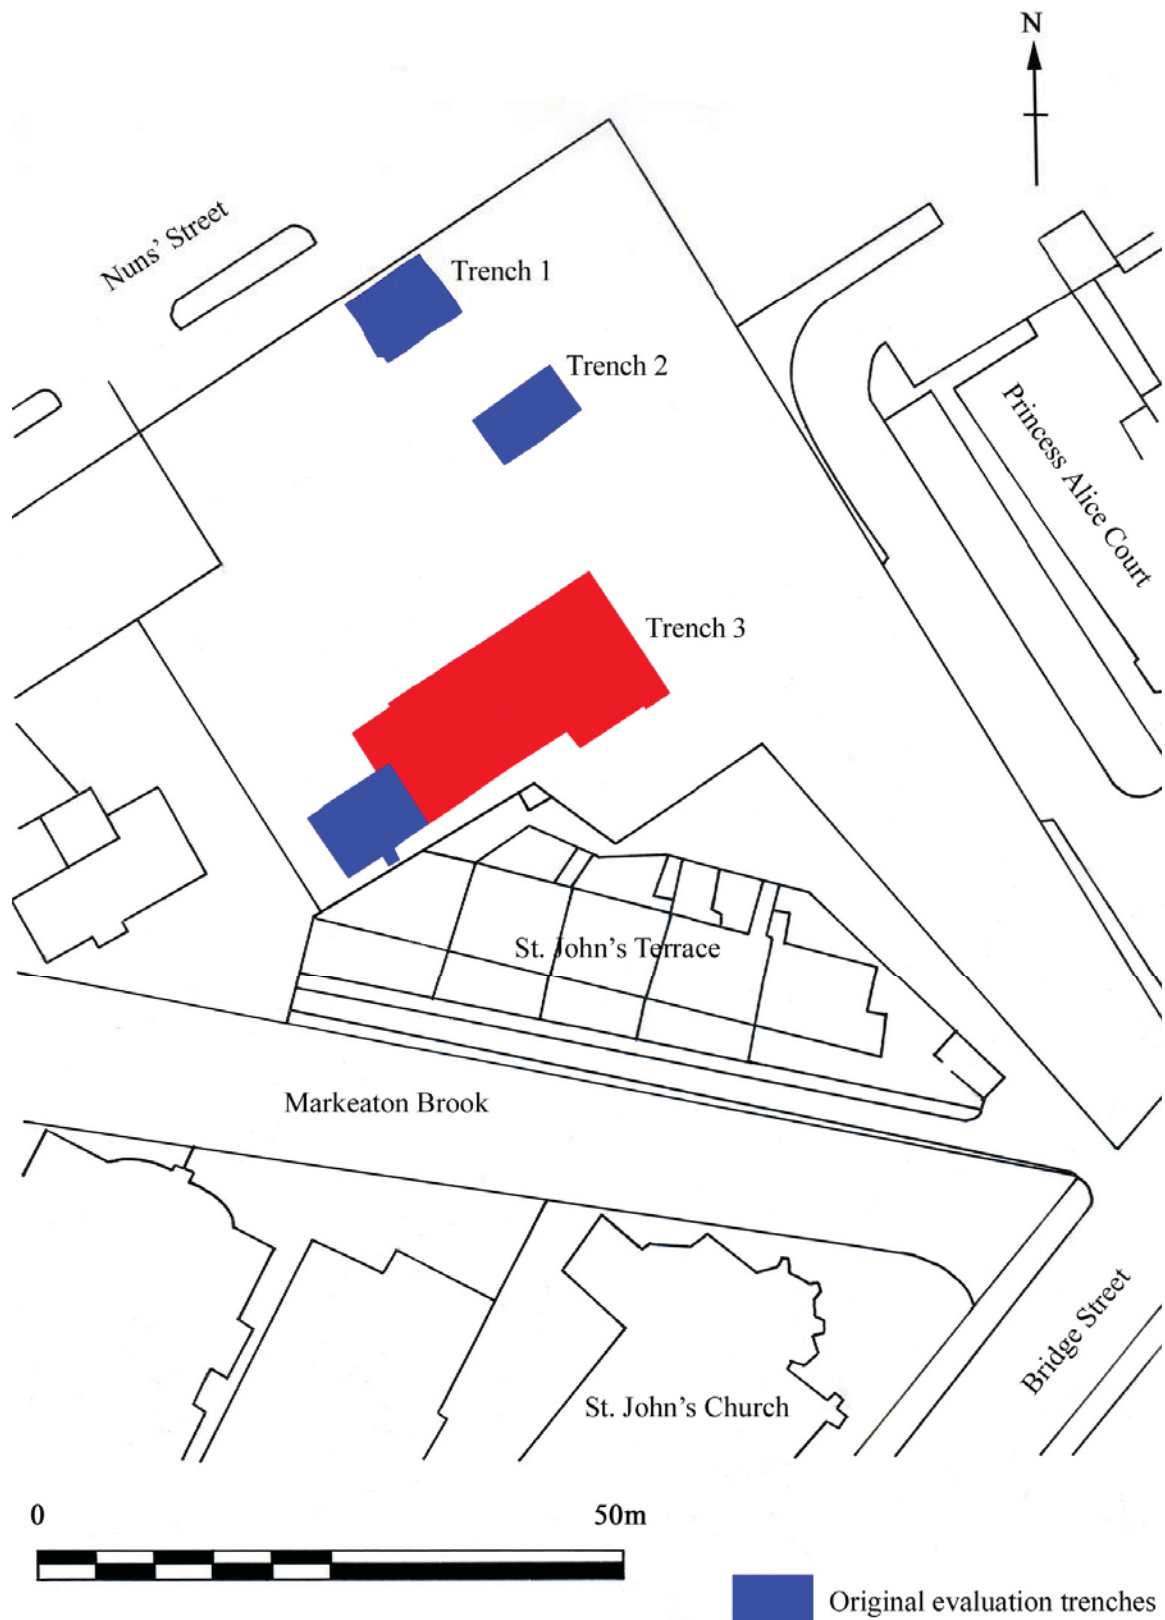 N
Nuns' Street
Trench 1
Trench 2
Princess Alice Court
Trench 3
St. John's Terrace
Markeaton Brook
Bridge Street
St. John's Church
0 50m
Original evaluation trenches